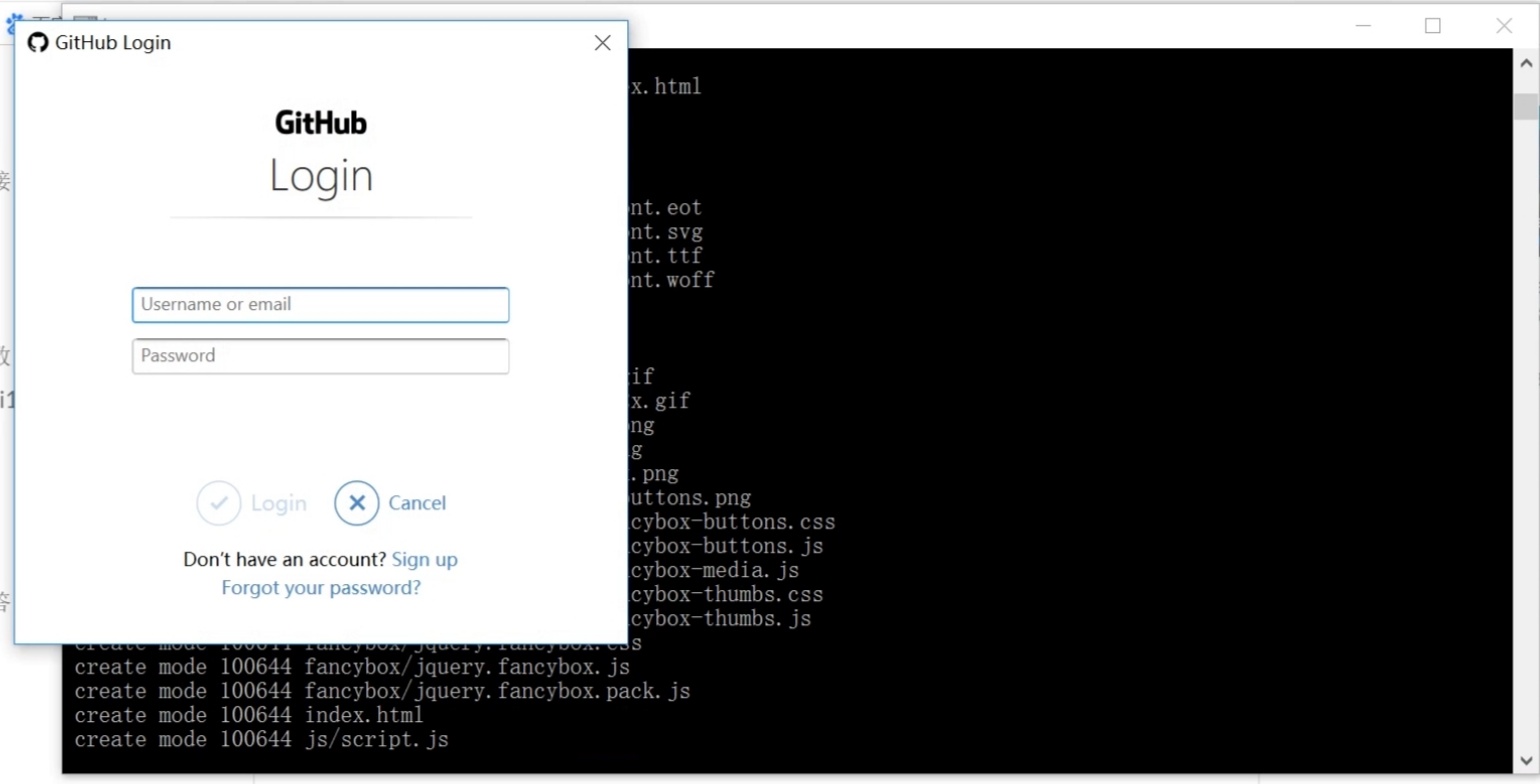 GitHub Login
GitHub
Login
Username or email
Password
Login
Cancel
Don't have an account? Sign up
Forgot your password?
x.html
nt.eot
nt.svg
nt.ttf
nt.woff
if
x.gif
ng
g
.png
uttons.png
cybox-buttons.css
cybox-buttons.js
cybox-media.js
cybox-thumbs.css
cybox-thumbs.js
create mode 100644 fancybox/jquery.fancybox.css
create mode 100644 fancybox/jquery.fancybox.js
create mode 100644 fancybox/jquery.fancybox.pack.js
create mode 100644 index.html
create mode 100644 js/script.js
接
i1
答